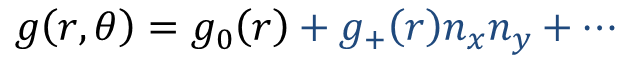 g(r, θ) = g₀(r) + g₊(r)nₓn_y + ⋯